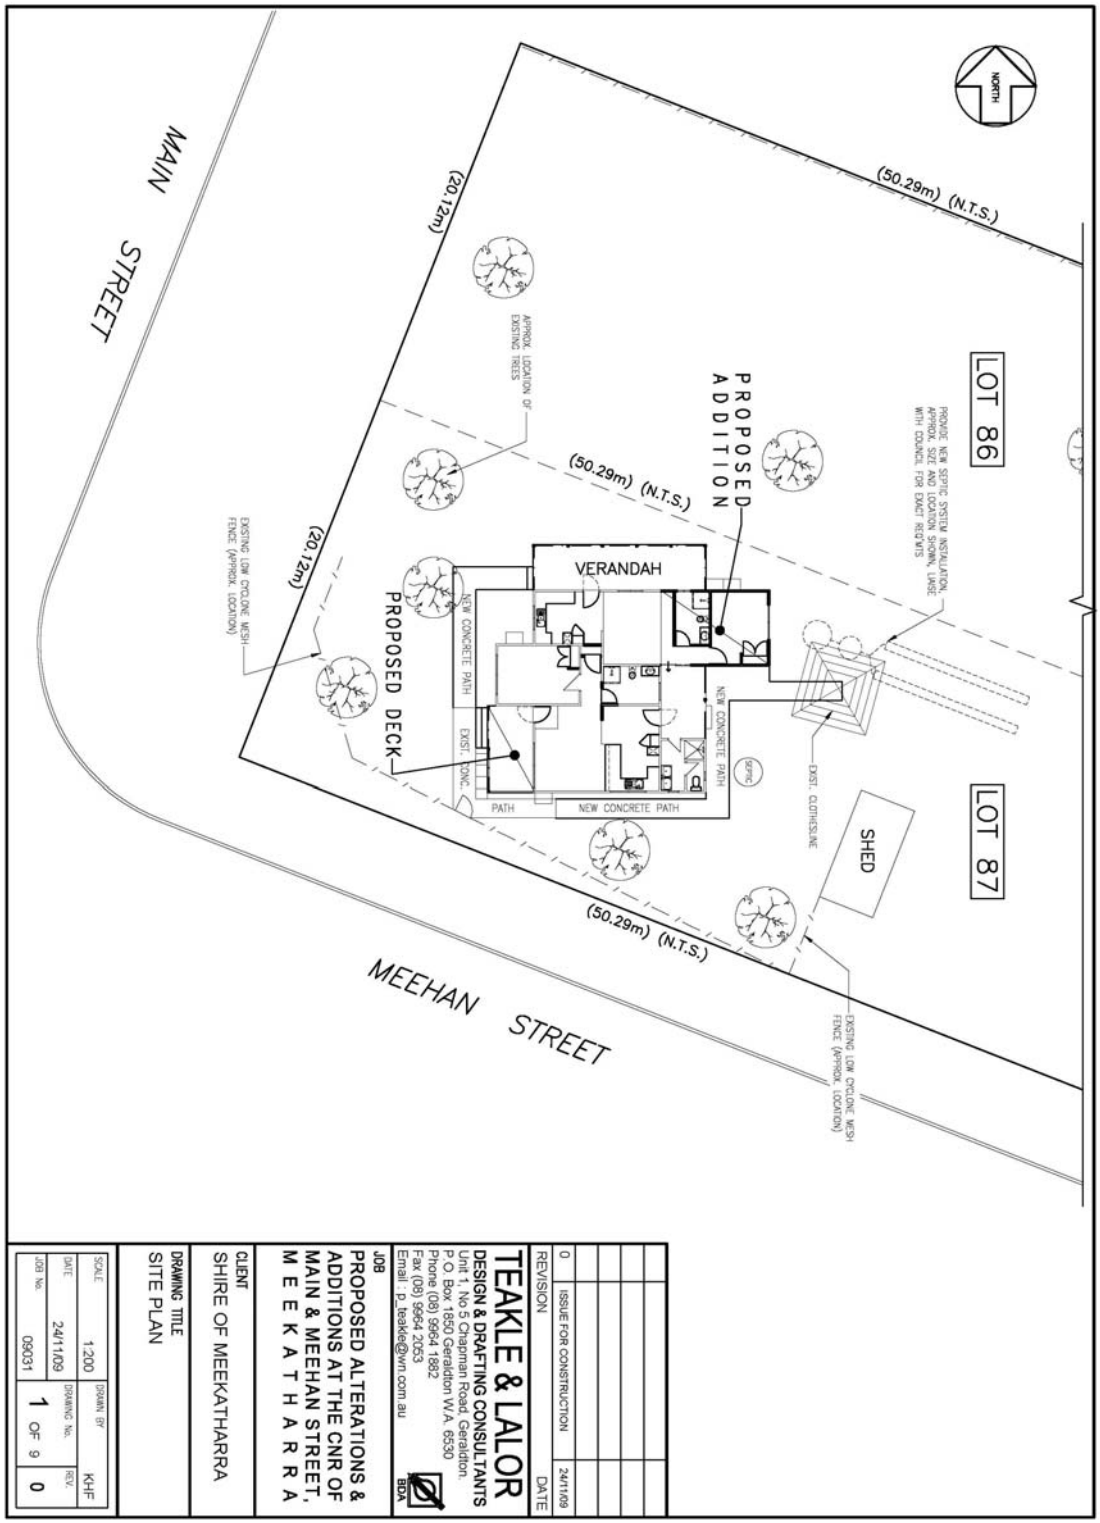 NORTH
(50.29m) (N.T.S.)
MAIN STREET
(20.12m)
APPROX. LOCATION OF
EXISTING TREES
LOT 86
PROVIDE NEW SEPTIC SYSTEM INSTALLATION,
APPROX. SIZE AND LOCATION SHOWN, LIAISE
WITH COUNCIL FOR EXACT REQ'MTS
PROPOSED
ADDITION
(50.29m) (N.T.S.)
(20.12m)
EXISTING LOW CYCLONE MESH
FENCE (APPROX. LOCATION)
VERANDAH
NEW CONCRETE PATH
PROPOSED DECK
EXIST. CONC.
PATH
NEW CONCRETE PATH
NEW CONCRETE PATH
SEPTIC
EXIST. CLOTHESLINE
LOT 87
SHED
(50.29m) (N.T.S.)
MEEHAN STREET
EXISTING LOW CYCLONE MESH
FENCE (APPROX. LOCATION)
0 ISSUE FOR CONSTRUCTION 24/11/09
REVISION DATE
TEAKLE & LALOR
DESIGN & DRAFTING CONSULTANTS
Unit 1, No 5 Chapman Road, Geraldton.
P.O. Box 1850 Geraldton W.A. 6530
Phone (08) 9964 1882
Fax (08) 9964 2053
Email : p_teakle@wn.com.au
BDA
JOB
PROPOSED ALTERATIONS &
ADDITIONS AT THE CNR OF
MAIN & MEEHAN STREET,
MEEKATHARRA
CLIENT
SHIRE OF MEEKATHARRA
DRAWING TITLE
SITE PLAN
SCALE 1:200 DRAWN BY KHF
DATE 24/11/09 DRAWING No. REV.
JOB No. 09031 1 OF 9 0